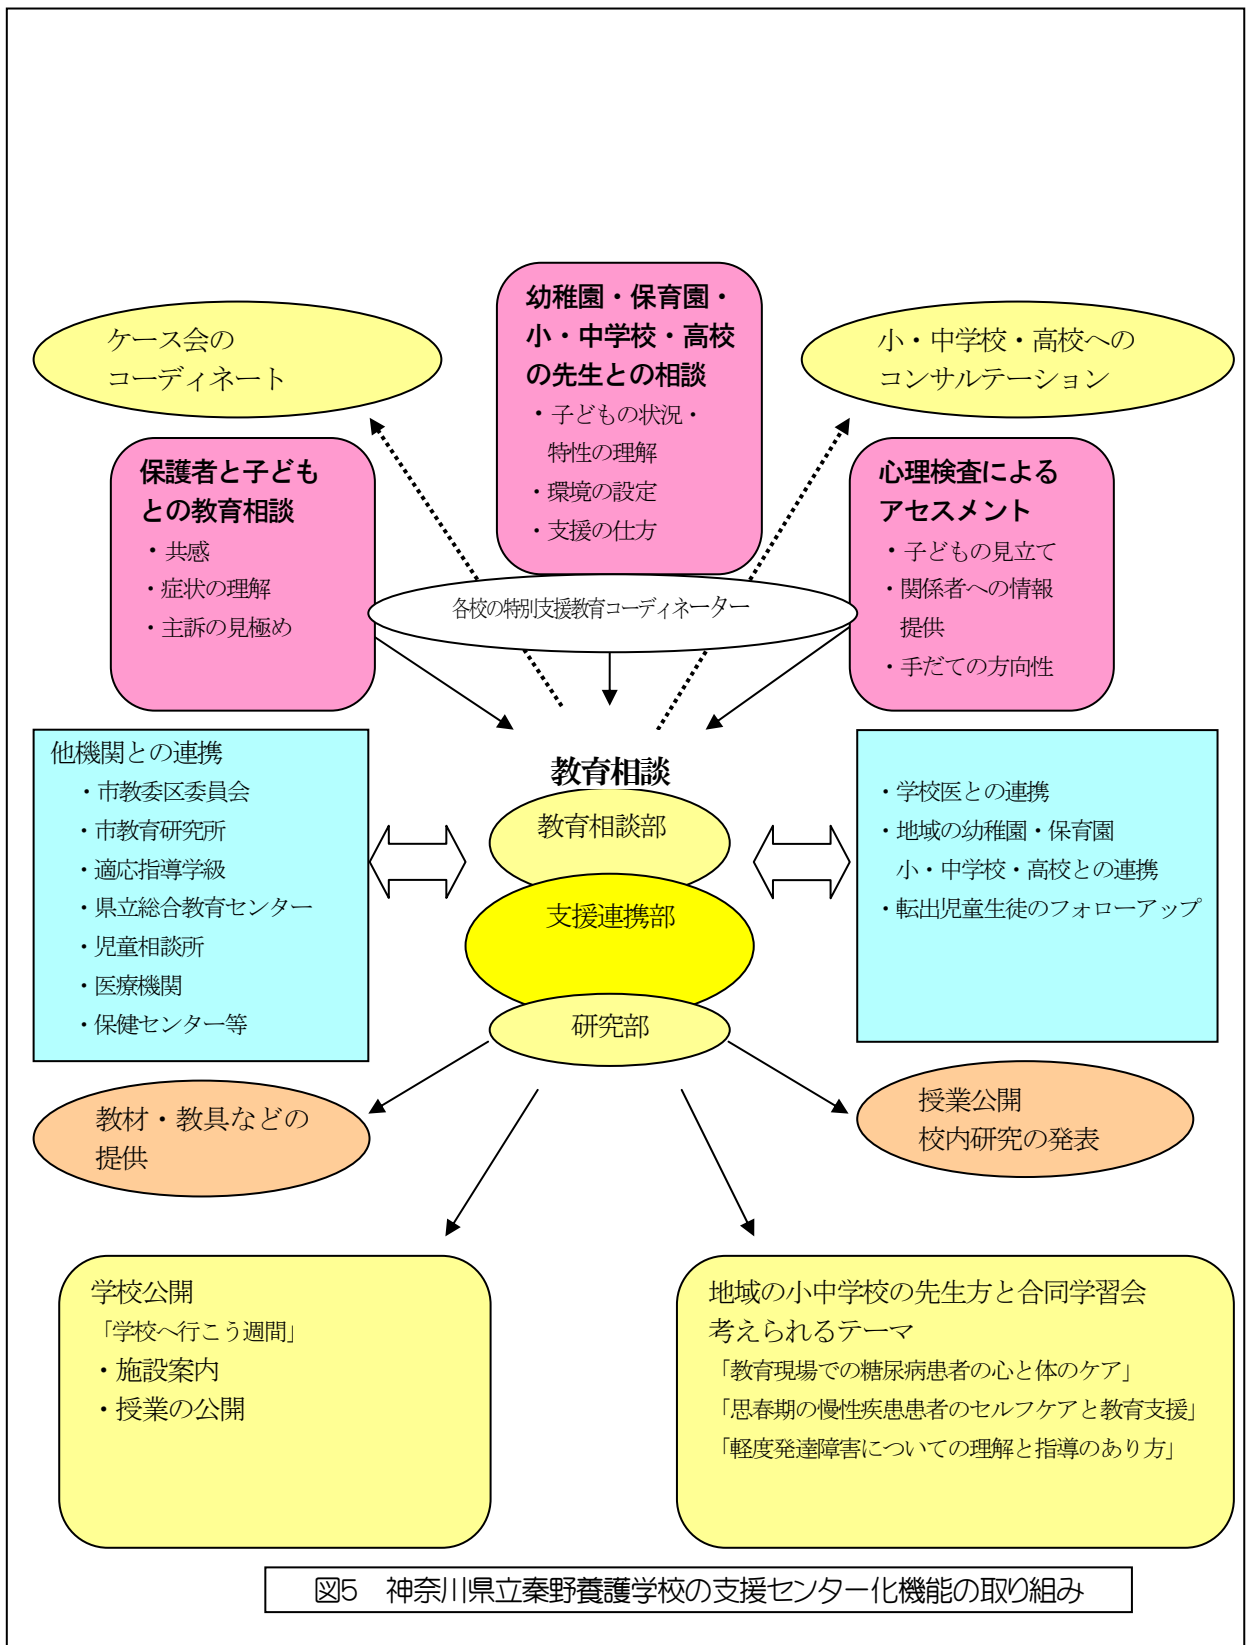 幼稚園・保育園・
小・中学校・高校
の先生との相談
・子どもの状況・
特性の理解
・環境の設定
・支援の仕方
ケース会の
コーディネート
小・中学校・高校への
コンサルテーション
保護者と子ども
との教育相談
・共感
・症状の理解
・主訴の見極め
心理検査による
アセスメント
・子どもの見立て
・関係者への情報
提供
・手だての方向性
各校の特別支援教育コーディネーター
教育相談
他機関との連携
・市教委区委員会
・市教育研究所
・適応指導学級
・県立総合教育センター
・児童相談所
・医療機関
・保健センター等
教育相談部
支援連携部
研究部
・学校医との連携
・地域の幼稚園・保育園
小・中学校・高校との連携
・転出児童生徒のフォローアップ
教材・教具などの
提供
授業公開
校内研究の発表
学校公開
「学校へ行こう週間」
・施設案内
・授業の公開
地域の小中学校の先生方と合同学習会
考えられるテーマ
「教育現場での糖尿病患者の心と体のケア」
「思春期の慢性疾患患者のセルフケアと教育支援」
「軽度発達障害についての理解と指導のあり方」
図5　神奈川県立秦野養護学校の支援センター化機能の取り組み